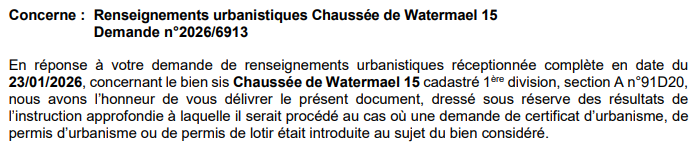 Concerne : Renseignements urbanistiques Chaussée de Watermael 15
Demande n°2026/6913
En réponse à votre demande de renseignements urbanistiques réceptionnée complète en date du
23/01/2026, concernant le bien sis Chaussée de Watermael 15 cadastré 1ère division, section A n°91D20,
nous avons l’honneur de vous délivrer le présent document, dressé sous réserve des résultats de
l’instruction approfondie à laquelle il serait procédé au cas où une demande de certificat d’urbanisme, de
permis d’urbanisme ou de permis de lotir était introduite au sujet du bien considéré.